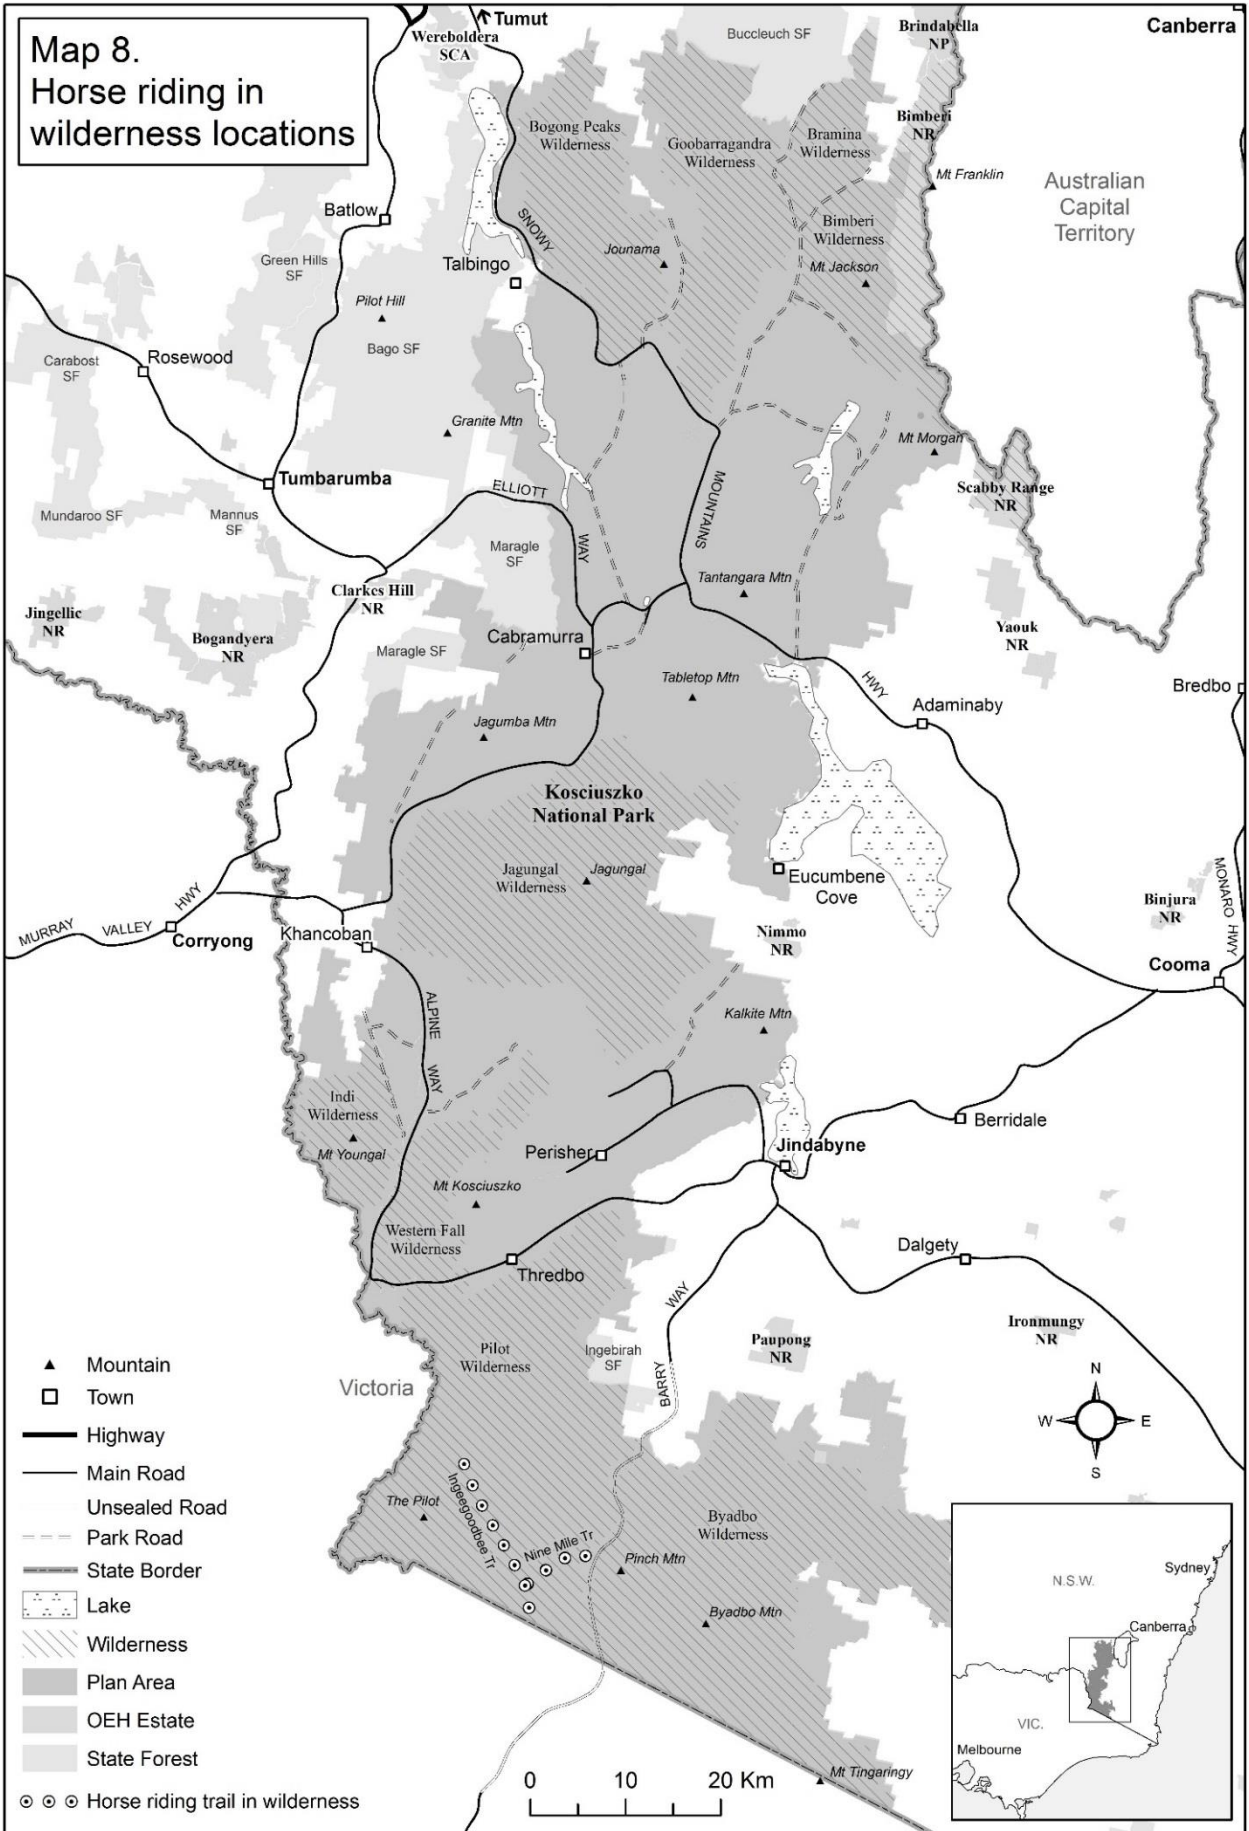 Map 8.
Horse riding in
wilderness locations
Tumut
Wereboldera
SCA
Buccleuch SF
Brindabella
NP
Canberra
Bogong Peaks
Wilderness
Goobarragandra
Wilderness
Bramina
Wilderness
Bimberi
NR
Mt Franklin
Australian
Capital
Territory
Batlow
SNOWY
Bimberi
Wilderness
Green Hills
SF
Talbingo
Jounama
Mt Jackson
Pilot Hill
Bago SF
Carabost
SF
Rosewood
Granite Mtn
Mt Morgan
Tumbarumba
ELLIOTT
WAY
MOUNTAINS
Scabby Range
NR
Mundaroo SF
Mannus
SF
Maragle
SF
Tantangara Mtn
Clarkes Hill
NR
Jingellic
NR
Bogandyera
NR
Yaouk
NR
Maragle SF
Cabramurra
Tabletop Mtn
HWY
Bredbo
Adaminaby
Jagumba Mtn
Kosciuszko
National Park
Jagungal
Wilderness
Jagungal
Eucumbene
Cove
MONARO HWY
Binjura
NR
MURRAY
VALLEY
HWY
Corryong
Khancoban
Nimmo
NR
Cooma
ALPINE
WAY
Kalkite Mtn
Indi
Wilderness
Mt Youngal
Perisher
Jindabyne
Berridale
Mt Kosciuszko
Western Fall
Wilderness
Thredbo
Dalgety
WAY
BARRY
Pilot
Wilderness
Ingebirah
SF
Paupong
NR
Ironmungy
NR
Victoria
N
W
E
S
The Pilot
Ingeegoodbee Tr
Nine Mile Tr
Pinch Mtn
Byadbo
Wilderness
Byadbo Mtn
Mt Tingaringy
Mountain
Town
Highway
Main Road
Unsealed Road
Park Road
State Border
Lake
Wilderness
Plan Area
OEH Estate
State Forest
Horse riding trail in wilderness
0 10 20 Km
N.S.W.
Sydney
Canberra
VIC.
Melbourne